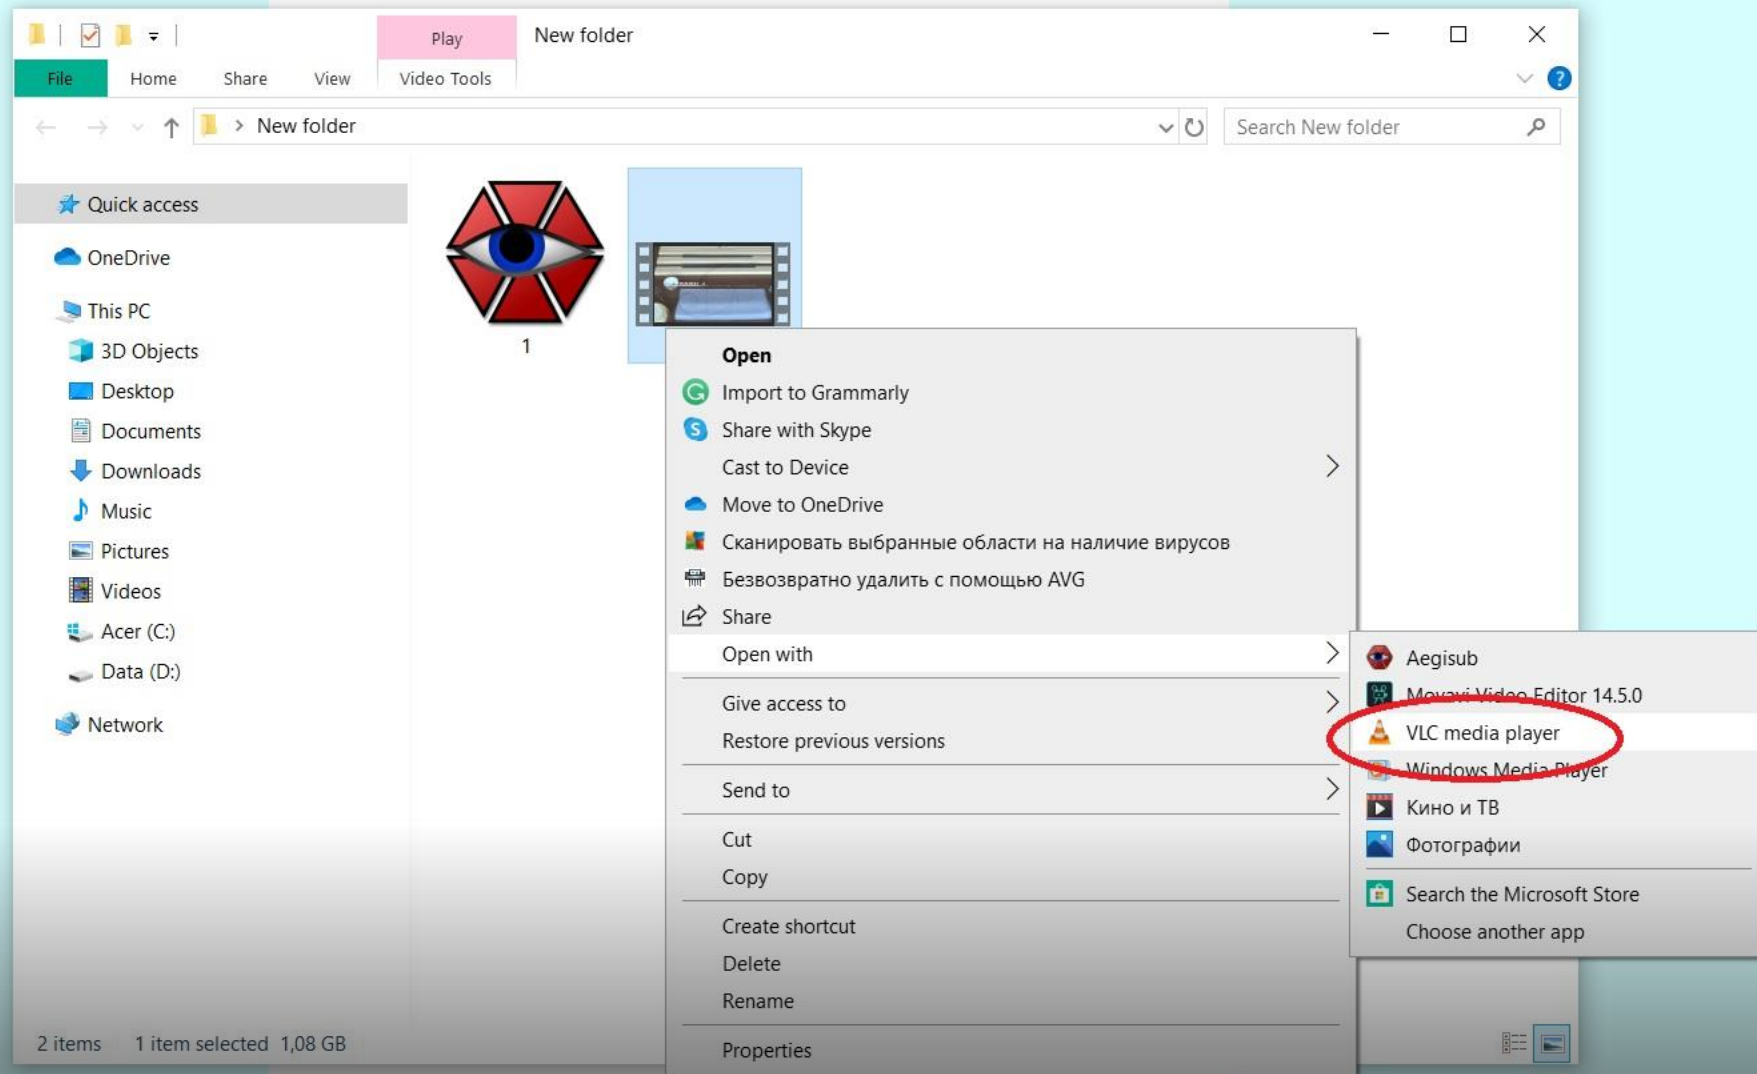 Play
New folder
File
Home
Share
View
Video Tools
New folder
Search New folder
Quick access
OneDrive
This PC
3D Objects
Desktop
Documents
Downloads
Music
Pictures
Videos
Acer (C:)
Data (D:)
Network
1
Open
Import to Grammarly
Share with Skype
Cast to Device
Move to OneDrive
Сканировать выбранные области на наличие вирусов
Безвозвратно удалить с помощью AVG
Share
Open with
Give access to
Restore previous versions
Send to
Cut
Copy
Create shortcut
Delete
Rename
Properties
Aegisub
Movavi Video Editor 14.5.0
VLC media player
Windows Media Player
Кино и ТВ
Фотографии
Search the Microsoft Store
Choose another app
2 items
1 item selected 1,08 GB